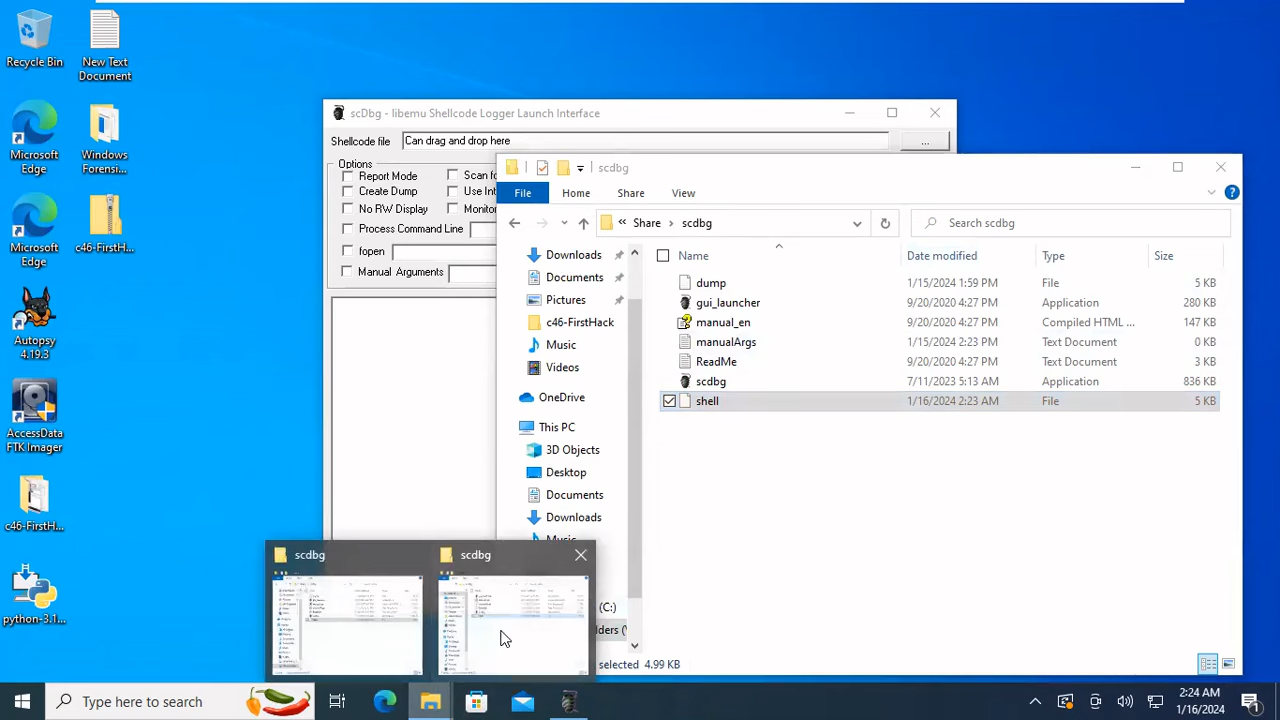 Recycle Bin
New Text
Document
Microsoft
Edge
Windows
Forensi...
Microsoft
Edge
c46-FirstH...
Autopsy
4.19.3
AccessData
FTK Imager
c46-FirstH...
python-3.1...
scDbg - libemu Shellcode Logger Launch Interface
Shellcode file
Can drag and drop here
...
Options
Report Mode
Scan fo
Create Dump
Use Int
No RW Display
Monitor
Process Command Line
fopen
Manual Arguments
scdbg
File
Home
Share
View
Share
scdbg
Search scdbg
Downloads
Documents
Pictures
c46-FirstHack
Music
Videos
OneDrive
This PC
3D Objects
Desktop
Documents
Downloads
Music
(C:)
lders (
Name
Date modified
Type
Size
dump
1/15/2024 1:59 PM
File
5 KB
gui_launcher
9/20/2020 4:27 PM
Application
280 KB
manual_en
9/20/2020 4:27 PM
Compiled HTML ...
147 KB
manualArgs
1/15/2024 2:23 PM
Text Document
0 KB
ReadMe
9/20/2020 4:27 PM
Text Document
3 KB
scdbg
7/11/2023 5:13 AM
Application
836 KB
shell
1/16/2024 2:23 AM
File
5 KB
selected 4.99 KB
scdbg
scdbg
Type here to search
2:24 AM
1/16/2024
1